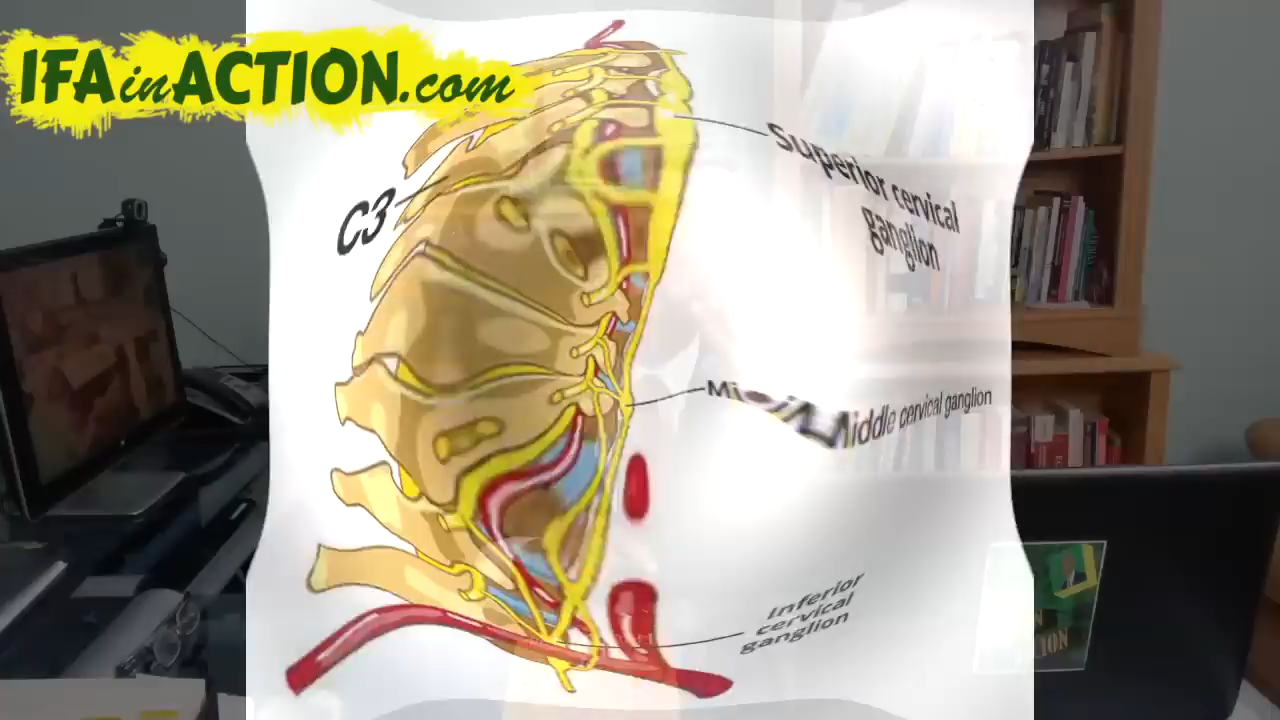 IFAinACTION.com
Superior cervical
ganglion
C3
Middle cervical ganglion
Inferior
cervical
ganglion